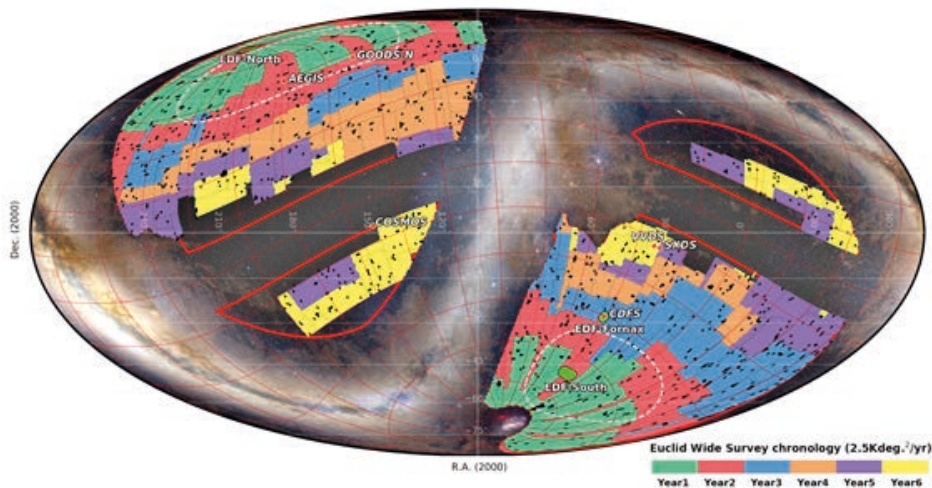 EDF North
GOODS N
AEGIS
COSMOS
VVDS
SXDS
CDFS
EDF Fornax
EDF South
Dec. (2000)
R.A. (2000)
Euclid Wide Survey chronology (2.5Kdeg.²/yr)
Year1 Year2 Year3 Year4 Year5 Year6